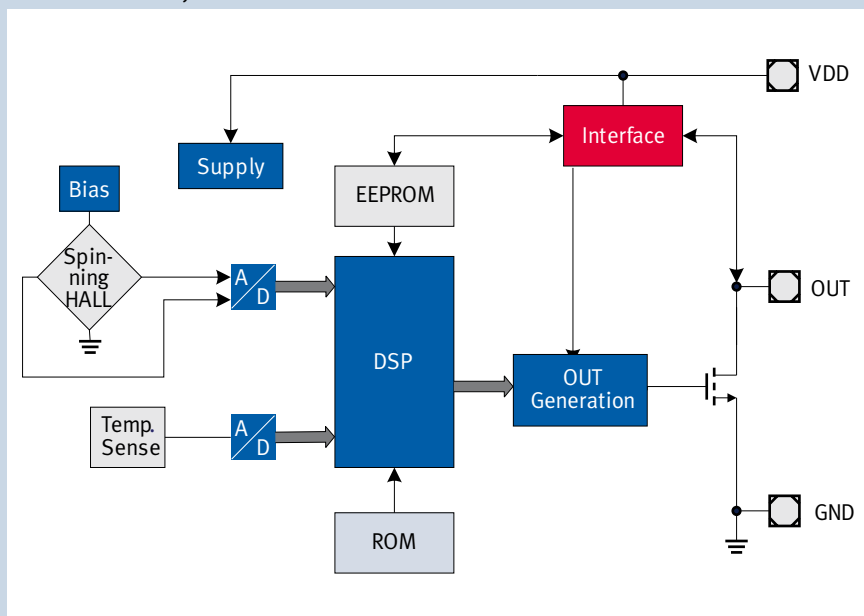 VDD
Interface
Supply
EEPROM
Bias
Spin-
ning
HALL
A
D
OUT
DSP
OUT
Generation
Temp.
Sense
A
D
GND
ROM